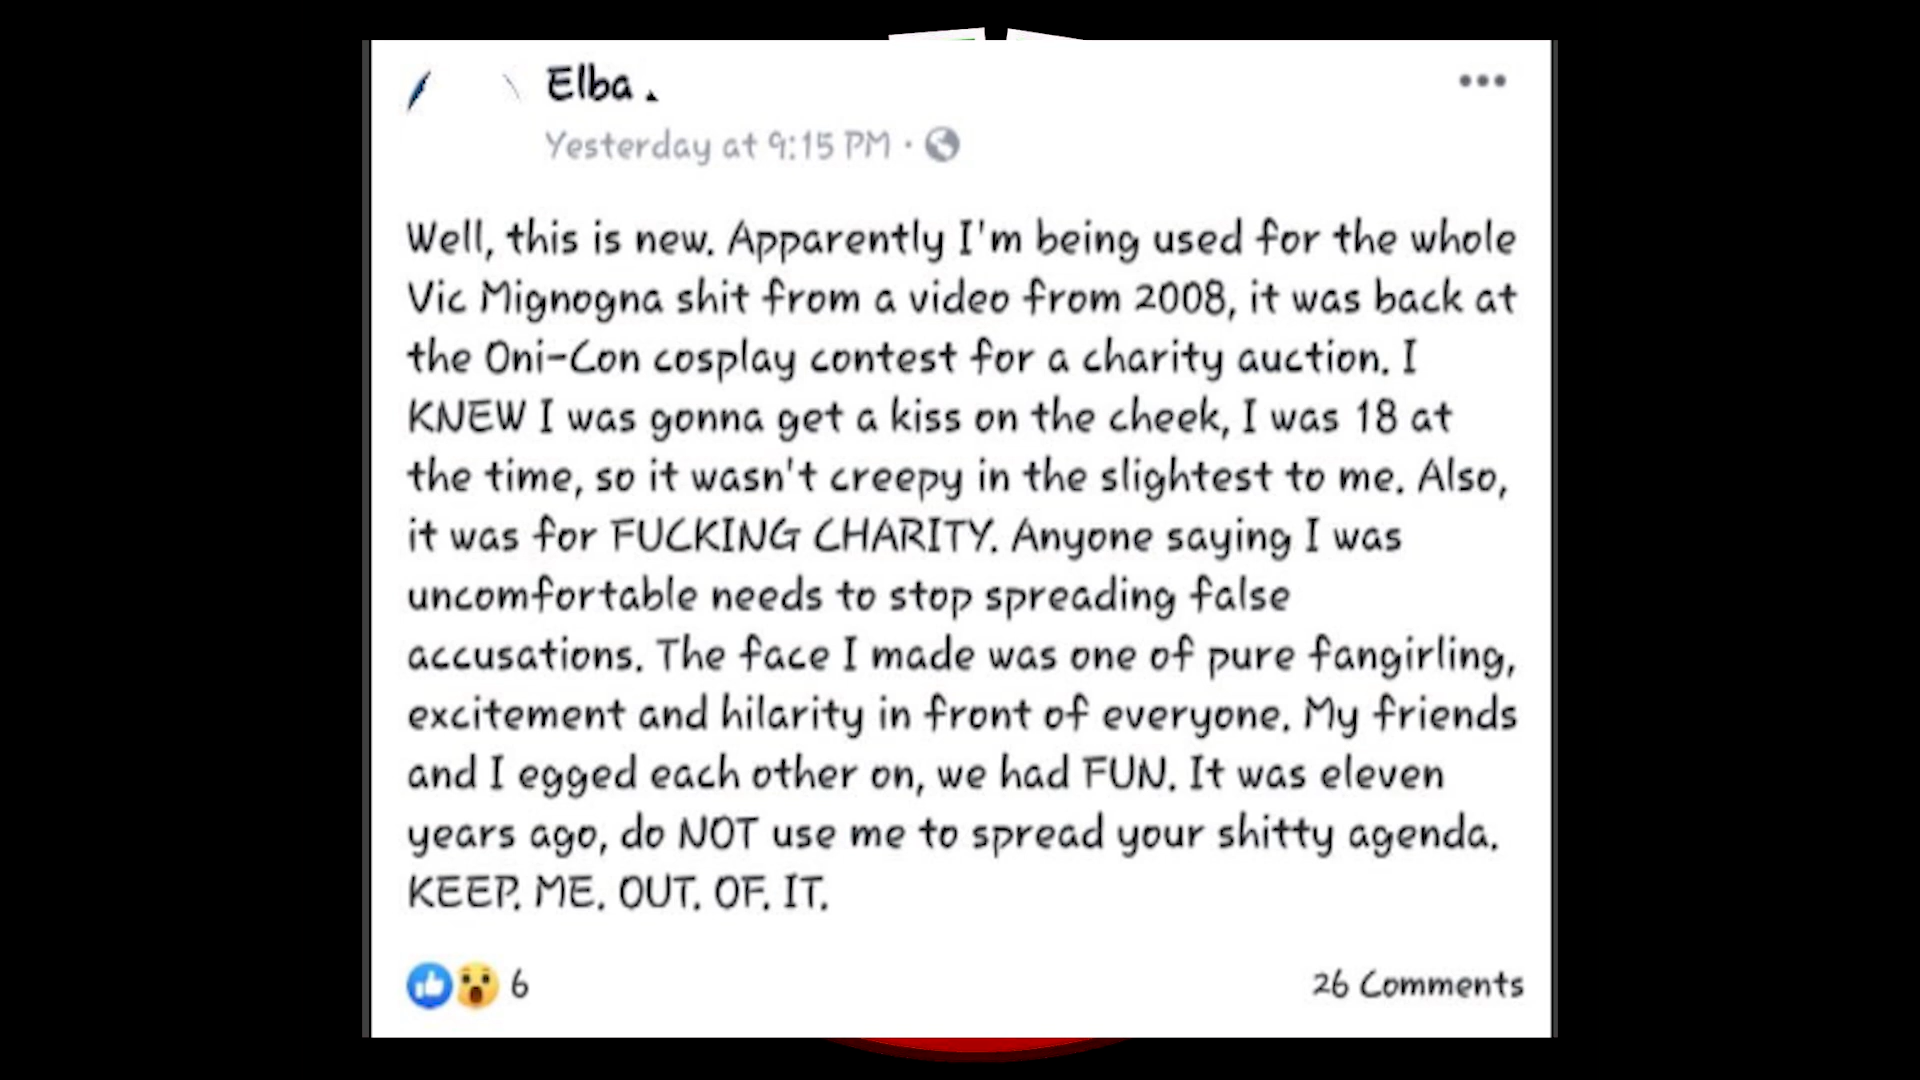 Elba
Yesterday at 9:15 PM ·
Well, this is new. Apparently I'm being used for the whole
Vic Mignogna shit from a video from 2008, it was back at
the Oni-Con cosplay contest for a charity auction. I
KNEW I was gonna get a kiss on the cheek, I was 18 at
the time, so it wasn't creepy in the slightest to me. Also,
it was for FUCKING CHARITY. Anyone saying I was
uncomfortable needs to stop spreading false
accusations. The face I made was one of pure fangirling,
excitement and hilarity in front of everyone. My friends
and I egged each other on, we had FUN. It was eleven
years ago, do NOT use me to spread your shitty agenda.
KEEP. ME. OUT. OF. IT.
6
26 Comments